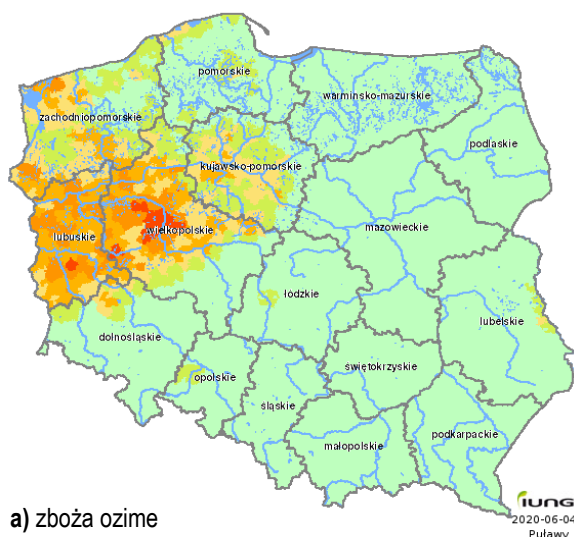 pomorskie
warmińsko-mazurskie
zachodniopomorskie
podlaskie
kujawsko-pomorskie
mazowieckie
wielkopolskie
lubuskie
łódzkie
lubelskie
dolnośląskie
świętokrzyskie
opolskie
śląskie
podkarpackie
małopolskie
IUNG
a) zboża ozime
2020-06-04
Puławy